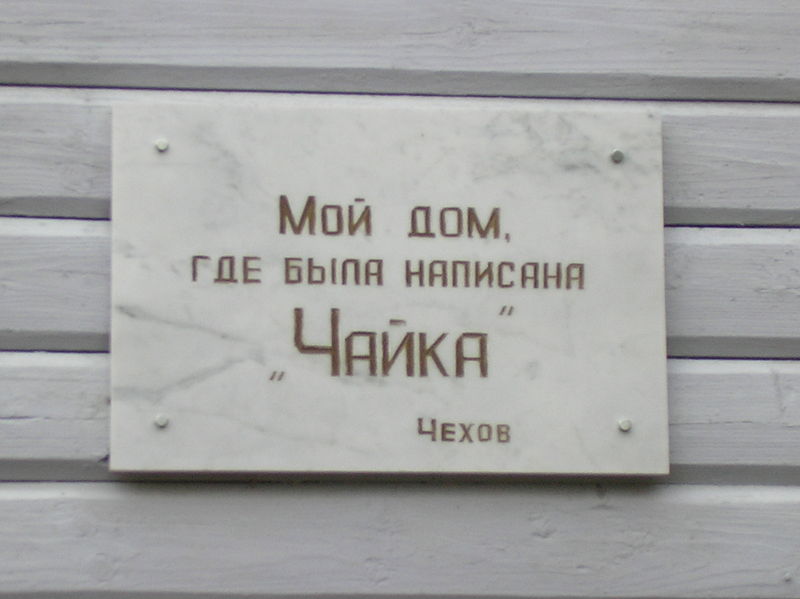 Мой дом,
где была написана
„Чайка"
Чехов